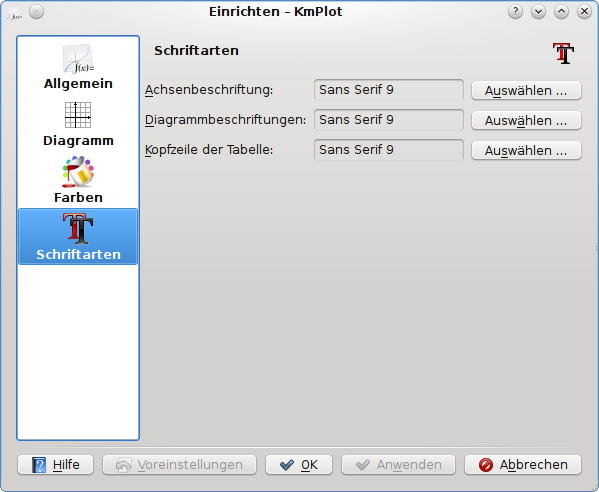 Einrichten – KmPlot
Allgemein
Diagramm
Farben
Schriftarten
Schriftarten
Achsenbeschriftung: Sans Serif 9 Auswählen ...
Diagrammbeschriftungen: Sans Serif 9 Auswählen ...
Kopfzeile der Tabelle: Sans Serif 9 Auswählen ...
Hilfe Voreinstellungen OK Anwenden Abbrechen